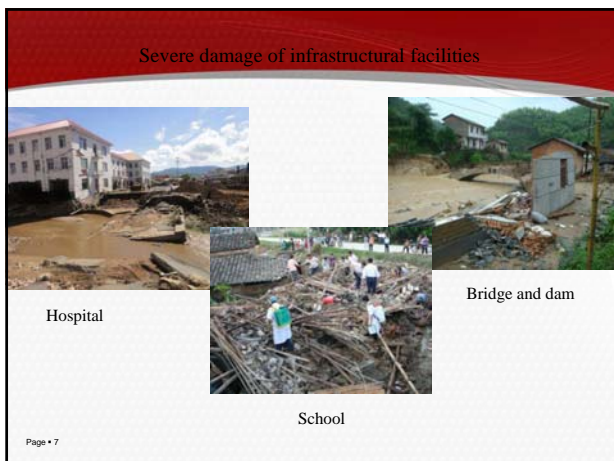 Severe damage of infrastructural facilities
Hospital
Bridge and dam
School
Page ▪ 7